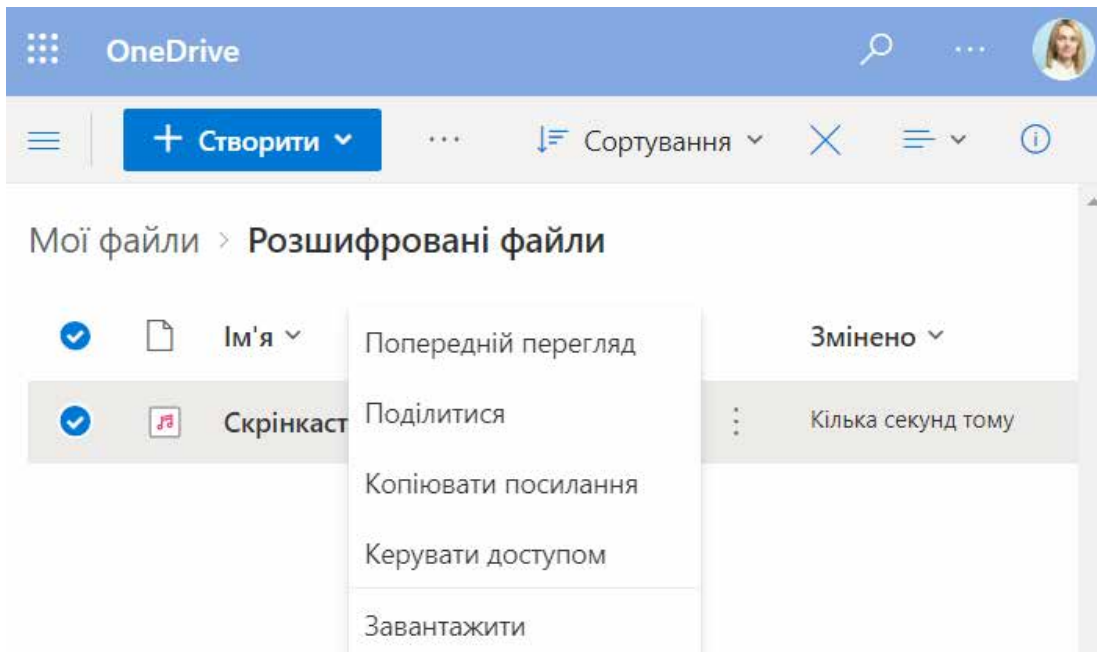 OneDrive
Створити
Сортування
Мої файли > Розшифровані файли
Ім'я
Змінено
Скрінкаст
Кілька секунд тому
Попередній перегляд
Поділитися
Копіювати посилання
Керувати доступом
Завантажити